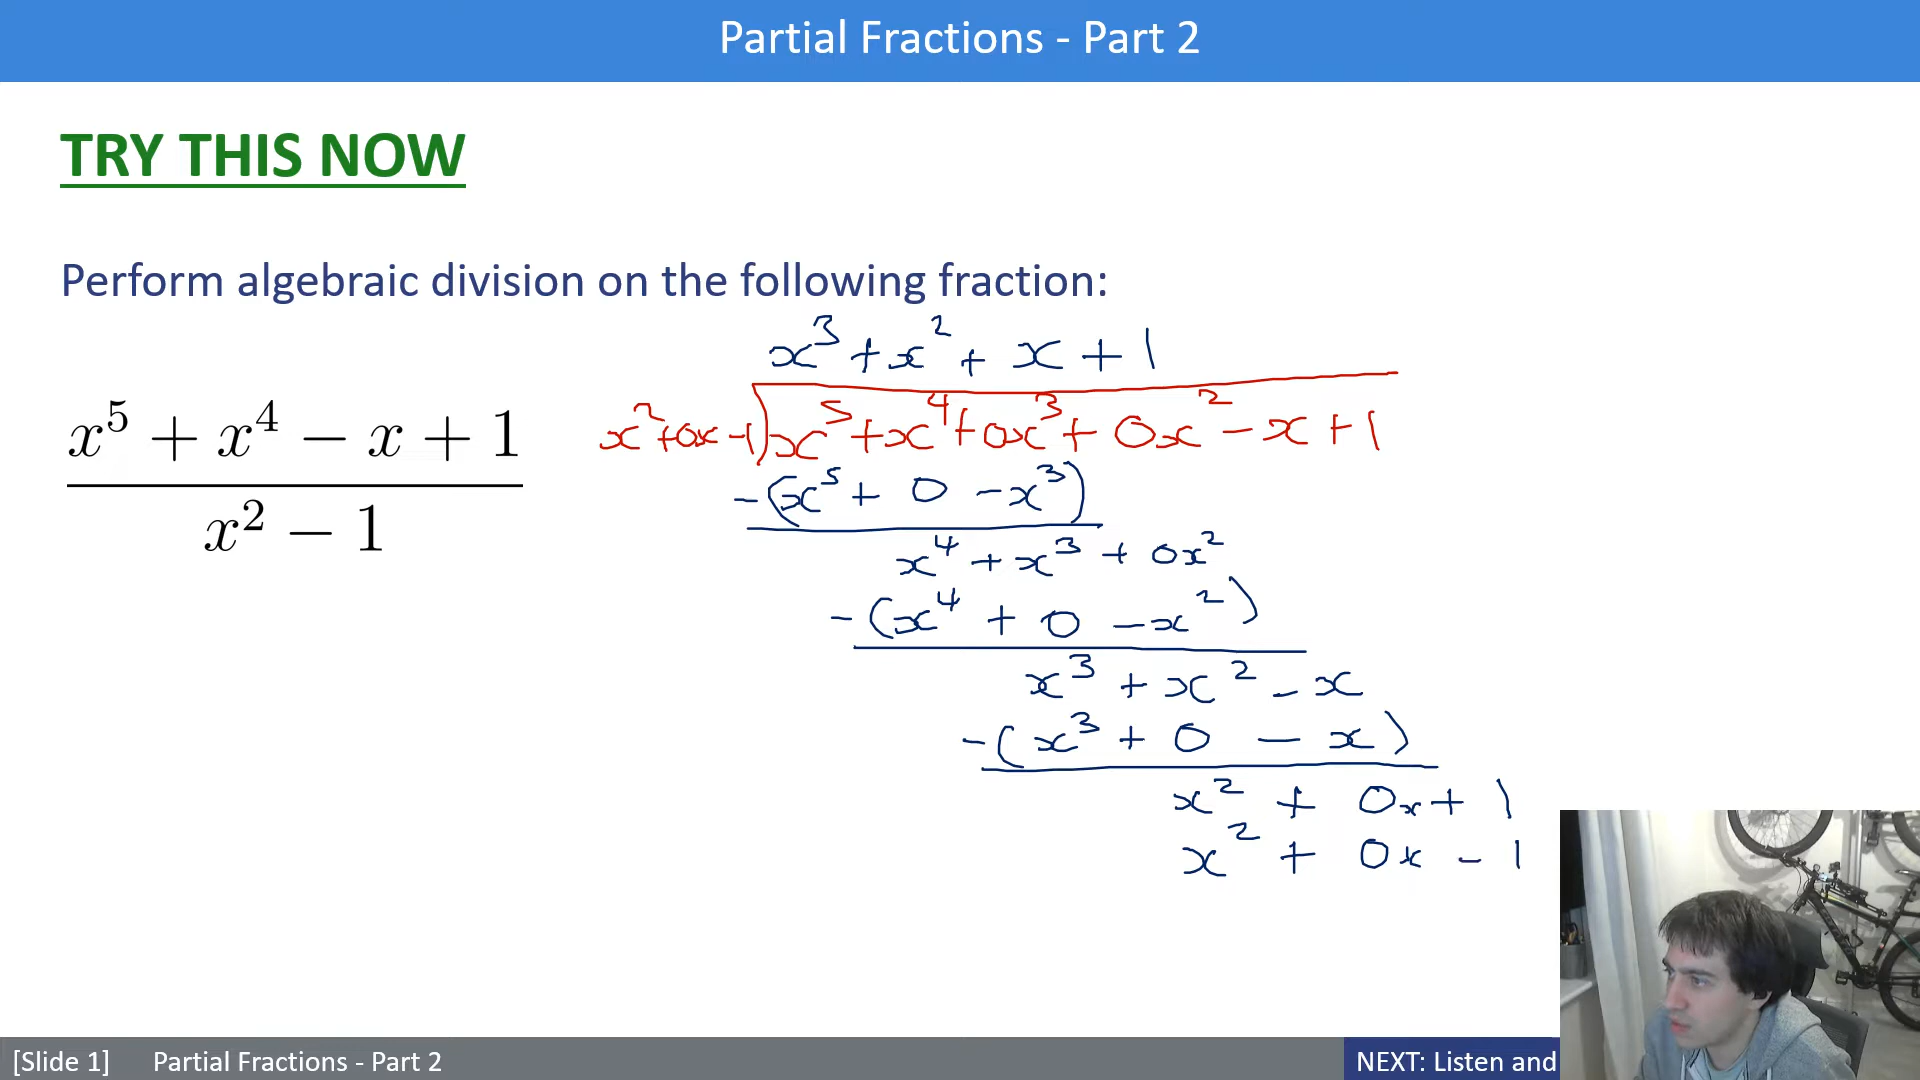 Partial Fractions - Part 2
TRY THIS NOW
Perform algebraic division on the following fraction:
x³ + x² + x + 1
x⁵ + x⁴ − x + 1
x² − 1
x² + 0x − 1 ) x⁵ + x⁴ + 0x³ + 0x² − x + 1
− (x⁵ + 0 − x³)
x⁴ + x³ + 0x²
− (x⁴ + 0 − x²)
x³ + x² − x
− (x³ + 0 − x)
x² + 0x + 1
x² + 0x − 1
[Slide 1] Partial Fractions - Part 2
NEXT: Listen and